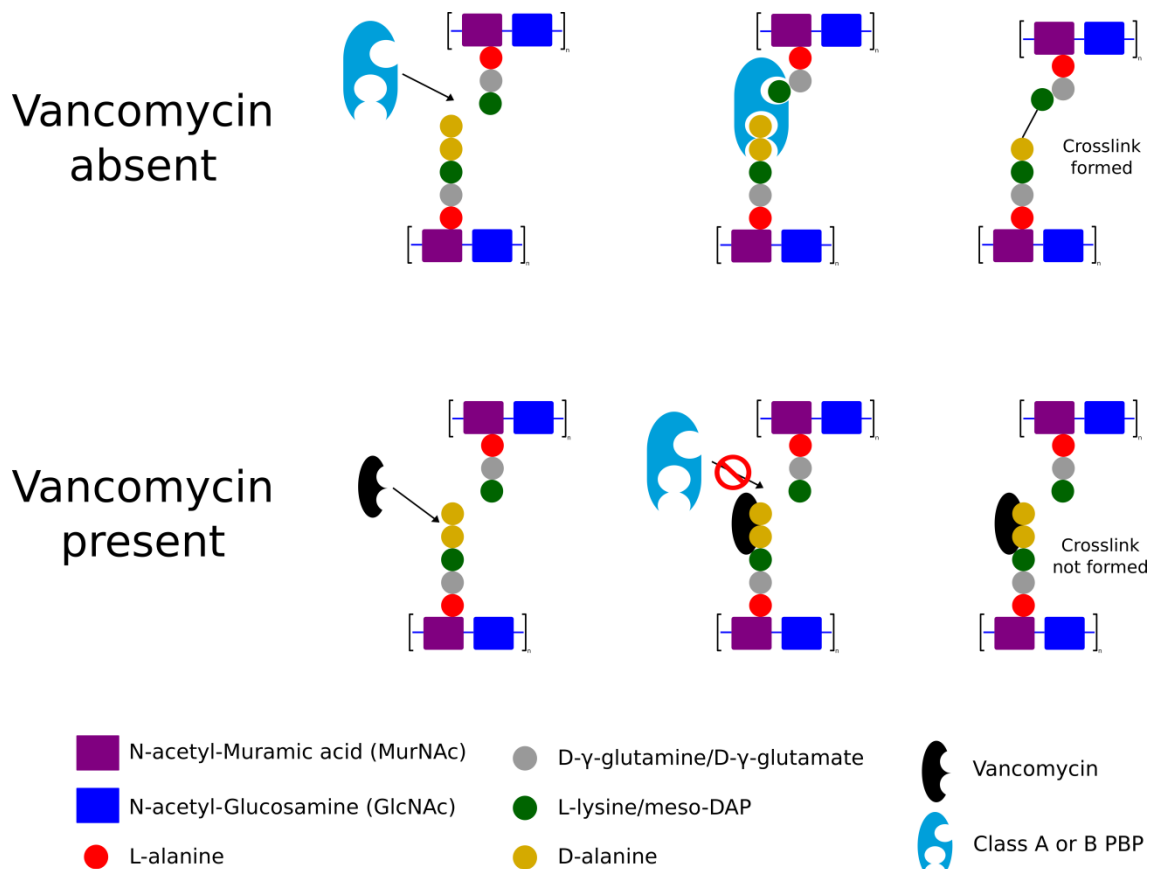 Vancomycin
absent
[ ]n
[ ]n
[ ]n
[ ]n
[ ]n
[ ]n
Crosslink
formed
Vancomycin
present
[ ]n
[ ]n
[ ]n
[ ]n
[ ]n
[ ]n
Crosslink
not formed
N-acetyl-Muramic acid (MurNAc)
N-acetyl-Glucosamine (GlcNAc)
L-alanine
D-γ-glutamine/D-γ-glutamate
L-lysine/meso-DAP
D-alanine
Vancomycin
Class A or B PBP